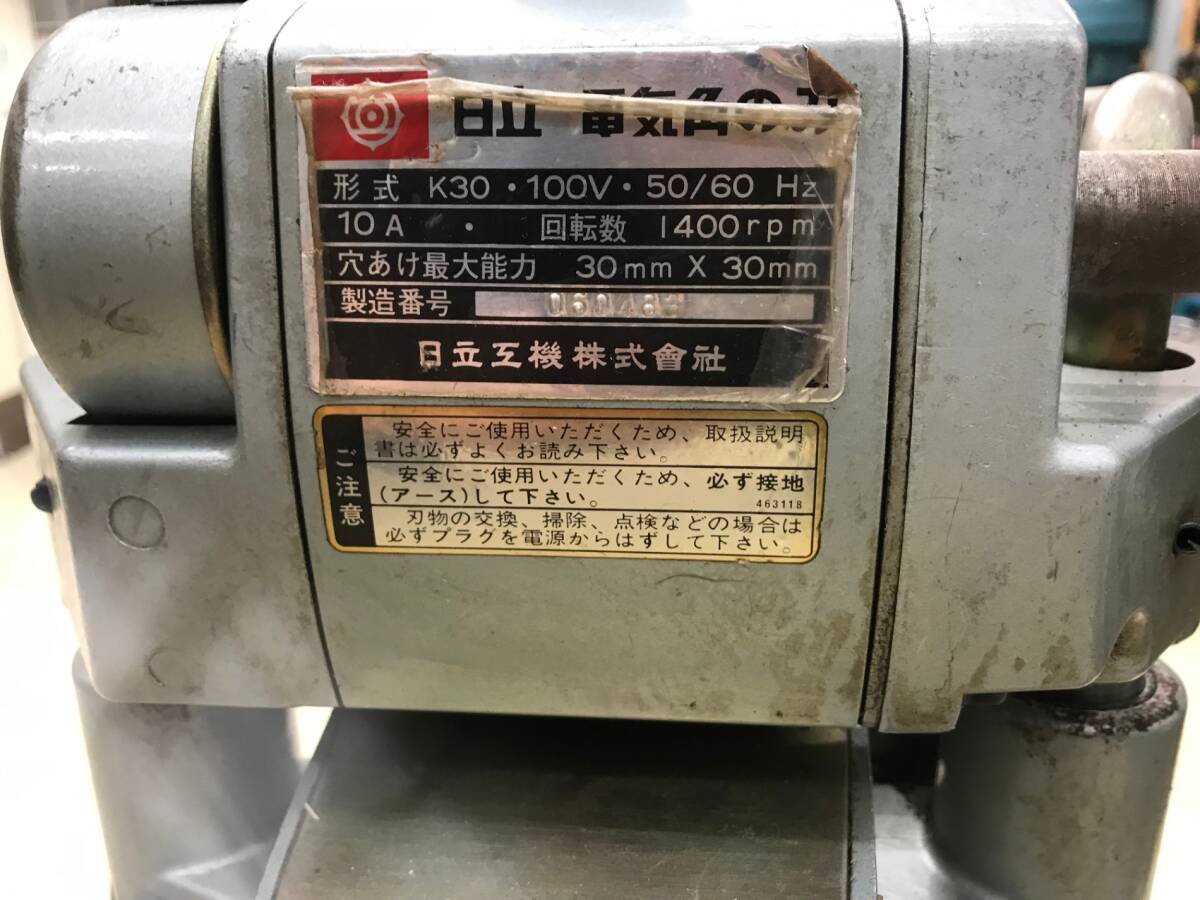 日立 電気角のみ
形式 K30・100V・50/60 Hz
10A ・ 回転数 1400rpm
穴あけ最大能力 30mm X 30mm
製造番号
日立工機株式會社
ご注意
安全にご使用いただくため、取扱説明
書は必ずよくお読み下さい。
安全にご使用いただくため、必ず接地
(アース)して下さい。
463118
刃物の交換、掃除、点検などの場合は
必ずプラグを電源からはずして下さい。